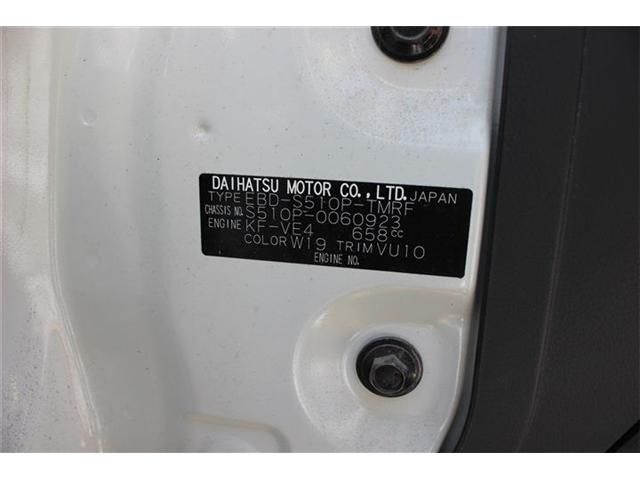 DAIHATSU MOTOR CO.,LTD. JAPAN
TYPE EBD-S510P-TMRF
CHASSIS NO. S510P-0060923
ENGINE KF-VE4 658cc
COLOR W19 TRIM VU10
ENGINE NO.